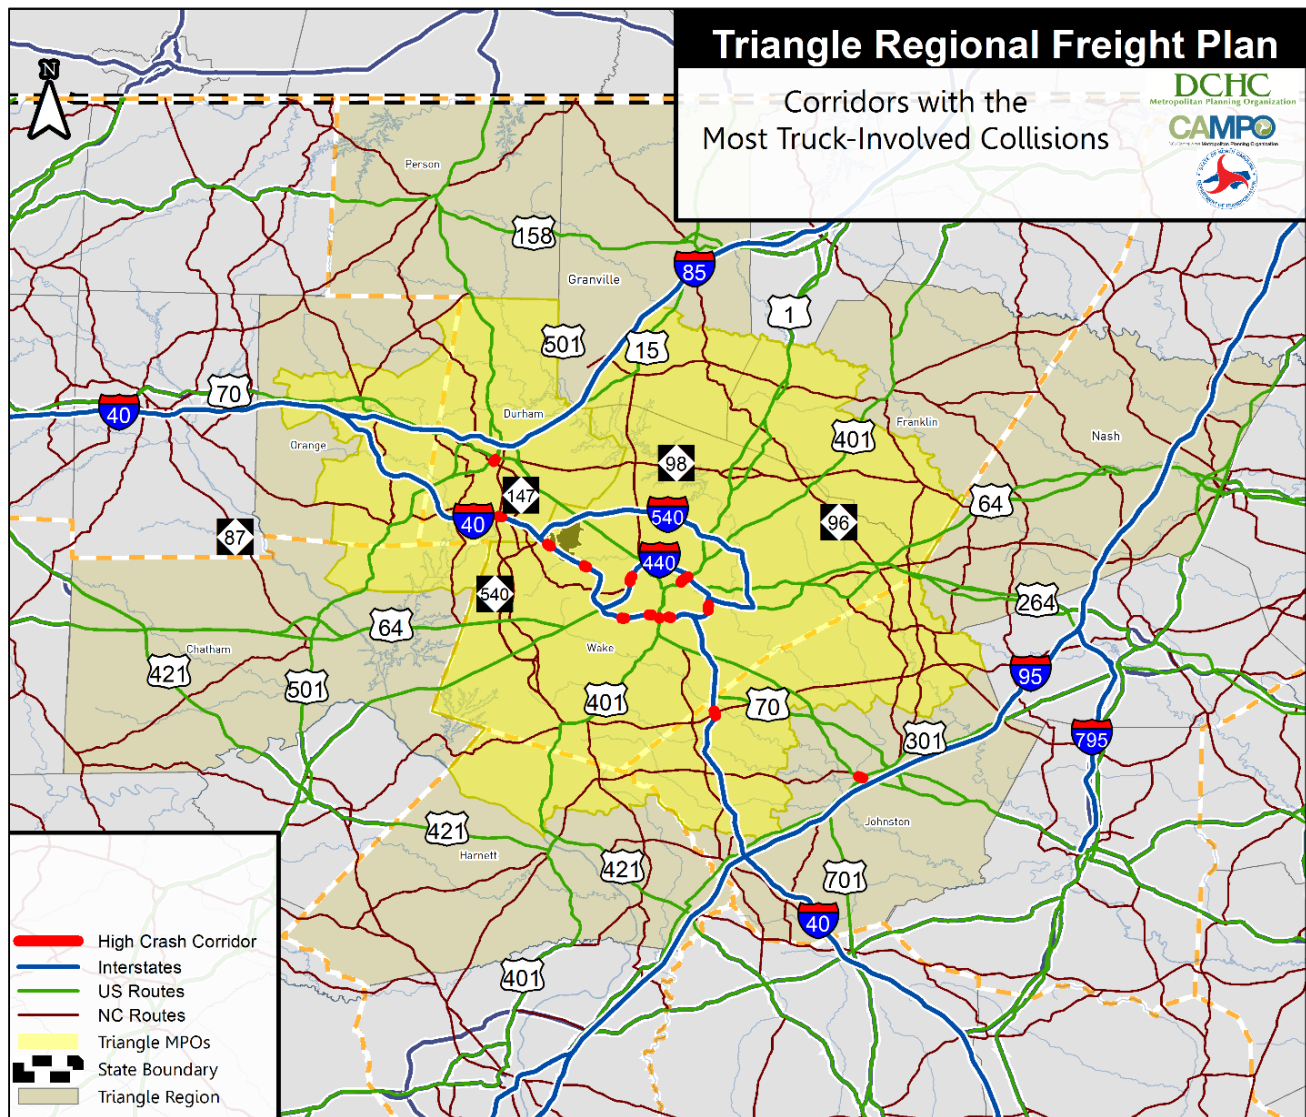 Triangle Regional Freight Plan
Corridors with the
Most Truck-Involved Collisions
DCHC
Metropolitan Planning Organization
CAMPO
Metropolitan Planning Organization
N
Person
158
85
Granville
1
501
15
70
40
Durham
Franklin
401
Nash
Orange
98
64
147
540
40
96
87
440
540
264
64
Wake
Chatham
421
501
95
401
70
301
795
421
Johnston
Harnett
421
701
40
401
High Crash Corridor
Interstates
US Routes
NC Routes
Triangle MPOs
State Boundary
Triangle Region